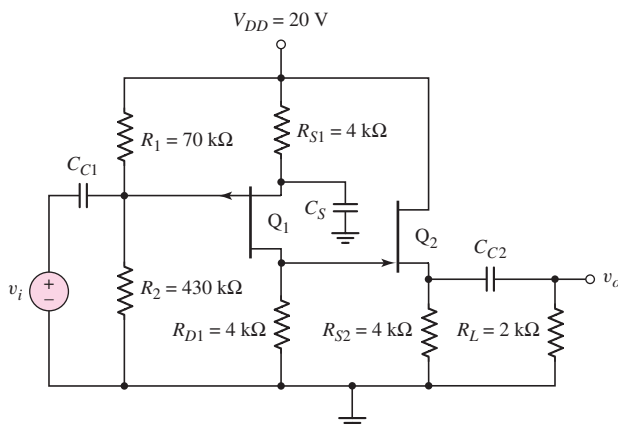 V_DD = 20 V
R_1 = 70 kΩ
R_S1 = 4 kΩ
C_C1
C_S
Q_1
Q_2
C_C2
v_i
+
−
R_2 = 430 kΩ
R_D1 = 4 kΩ
R_S2 = 4 kΩ
R_L = 2 kΩ
v_o